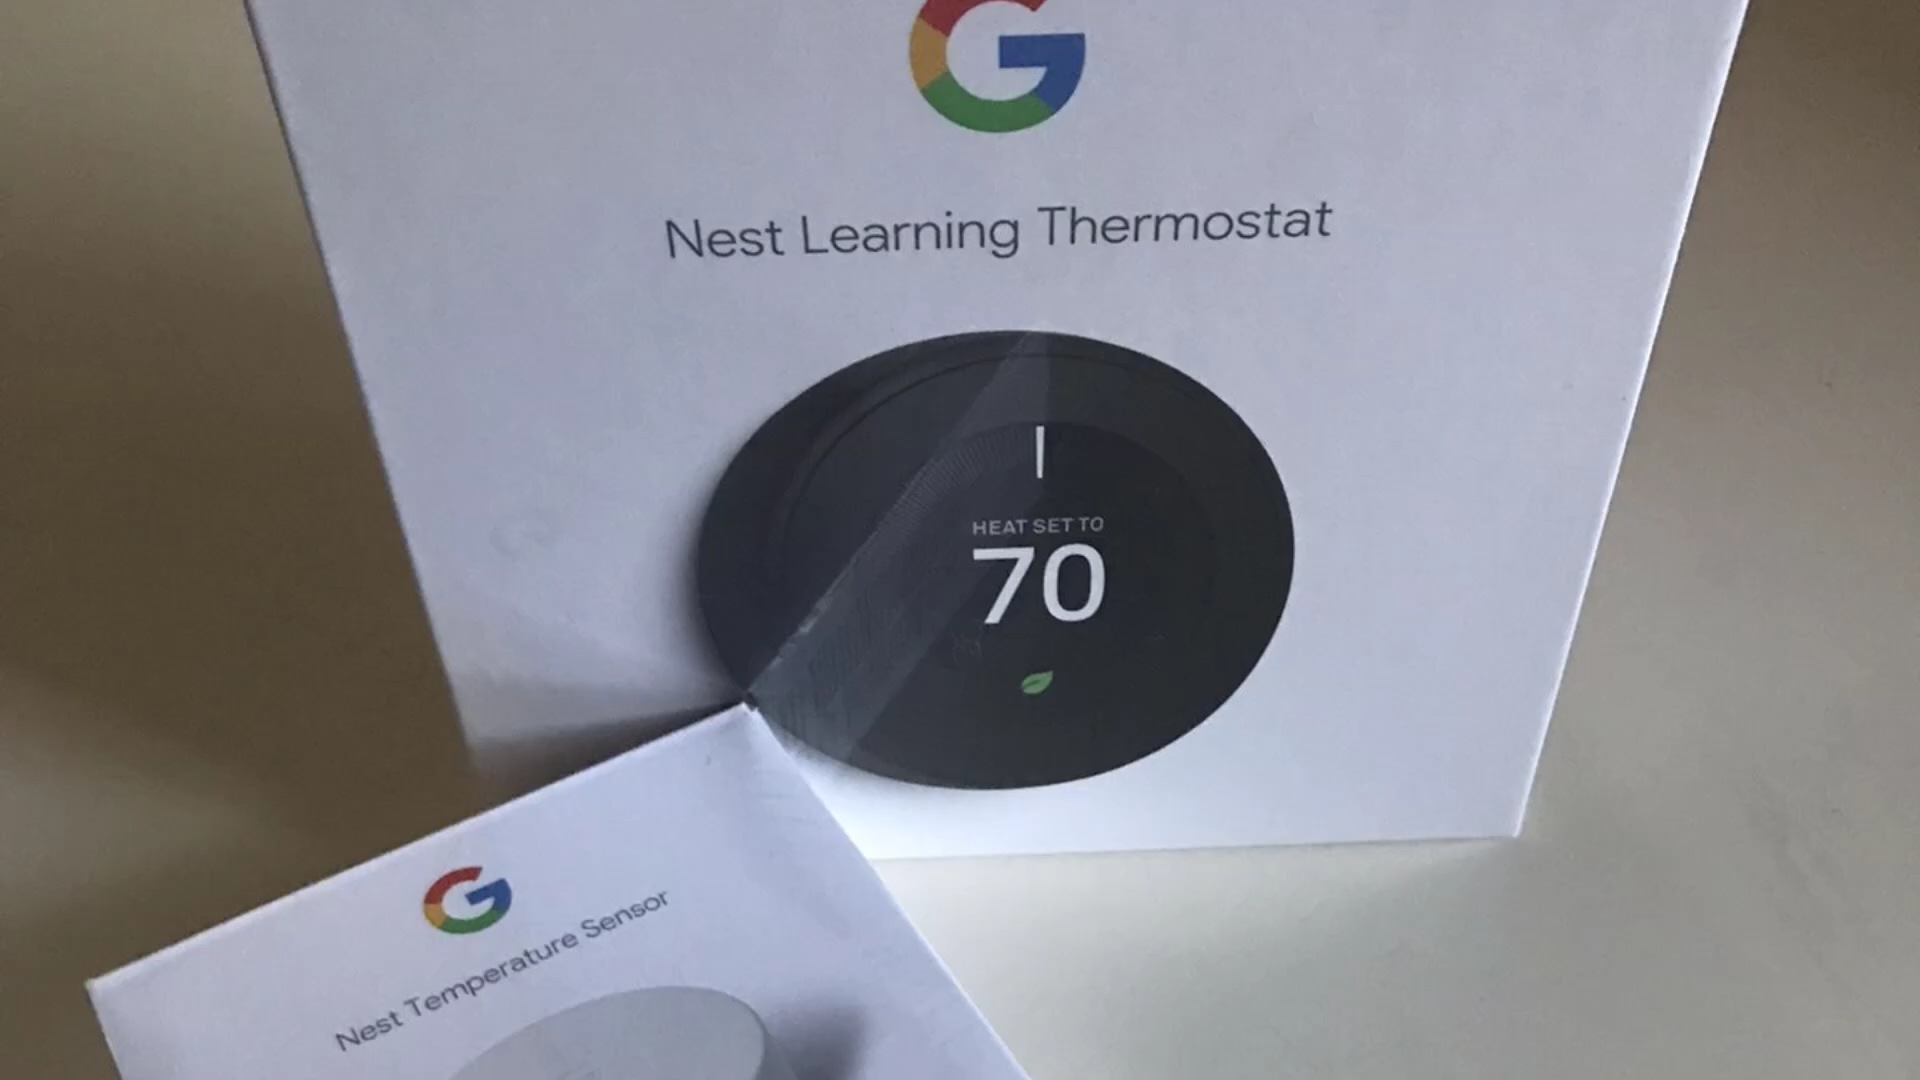 G
Nest Learning Thermostat
HEAT SET TO
70
G
Nest Temperature Sensor